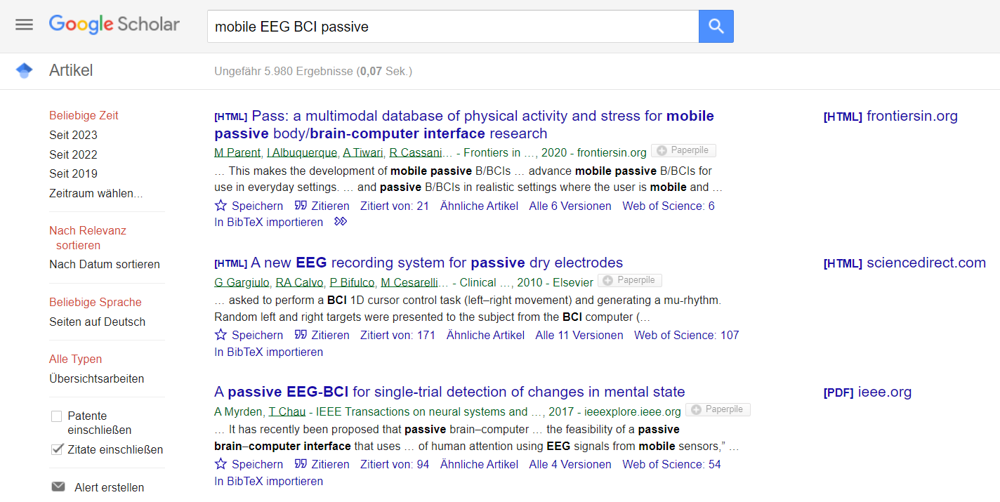 Google Scholar
mobile EEG BCI passive
Artikel
Ungefähr 5.980 Ergebnisse (0,07 Sek.)
Beliebige Zeit
Seit 2023
Seit 2022
Seit 2019
Zeitraum wählen...
Nach Relevanz
sortieren
Nach Datum sortieren
Beliebige Sprache
Seiten auf Deutsch
Alle Typen
Übersichtsarbeiten
Patente
einschließen
Zitate einschließen
Alert erstellen
[HTML] Pass: a multimodal database of physical activity and stress for mobile
passive body/brain-computer interface research
M Parent, I Albuquerque, A Tiwari, R Cassani… - Frontiers in …, 2020 - frontiersin.org Paperpile
… This makes the development of mobile passive B/BCIs … advance mobile passive B/BCIs for
use in everyday settings. … and passive B/BCIs in realistic settings where the user is mobile and …
Speichern Zitieren Zitiert von: 21 Ähnliche Artikel Alle 6 Versionen Web of Science: 6
In BibTeX importieren
[HTML] frontiersin.org
[HTML] A new EEG recording system for passive dry electrodes
G Gargiulo, RA Calvo, P Bifulco, M Cesarelli… - Clinical …, 2010 - Elsevier Paperpile
… asked to perform a BCI 1D cursor control task (left–right movement) and generating a mu-rhythm.
Random left and right targets were presented to the subject from the BCI computer (…
Speichern Zitieren Zitiert von: 171 Ähnliche Artikel Alle 11 Versionen Web of Science: 107
In BibTeX importieren
[HTML] sciencedirect.com
A passive EEG-BCI for single-trial detection of changes in mental state
A Myrden, T Chau - IEEE Transactions on neural systems and …, 2017 - ieeexplore.ieee.org Paperpile
… It has recently been proposed that passive brain–computer … the feasibility of a passive
brain–computer interface that uses … of human attention using EEG signals from mobile sensors,” …
Speichern Zitieren Zitiert von: 94 Ähnliche Artikel Alle 4 Versionen Web of Science: 54
In BibTeX importieren
[PDF] ieee.org